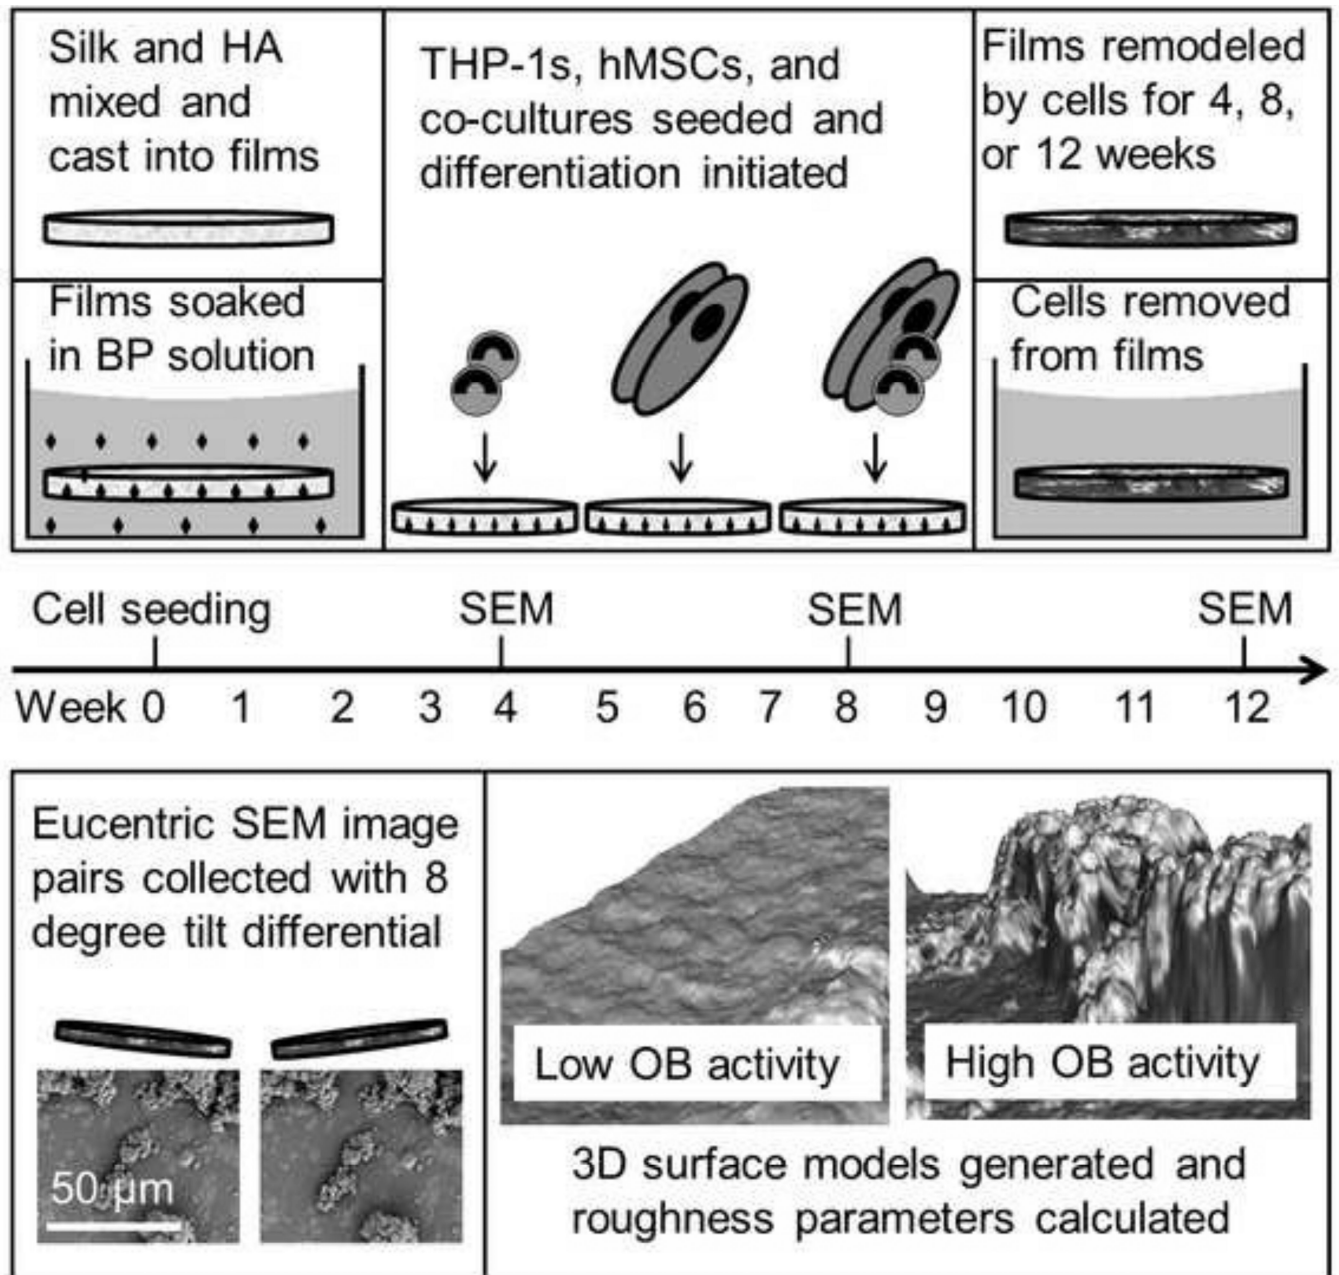 Silk and HA
mixed and
cast into films
Films soaked
in BP solution
THP-1s, hMSCs, and
co-cultures seeded and
differentiation initiated
Films remodeled
by cells for 4, 8,
or 12 weeks
Cells removed
from films
Cell seeding SEM SEM SEM
Week 0 1 2 3 4 5 6 7 8 9 10 11 12
Eucentric SEM image
pairs collected with 8
degree tilt differential
50 μm
Low OB activity
High OB activity
3D surface models generated and
roughness parameters calculated